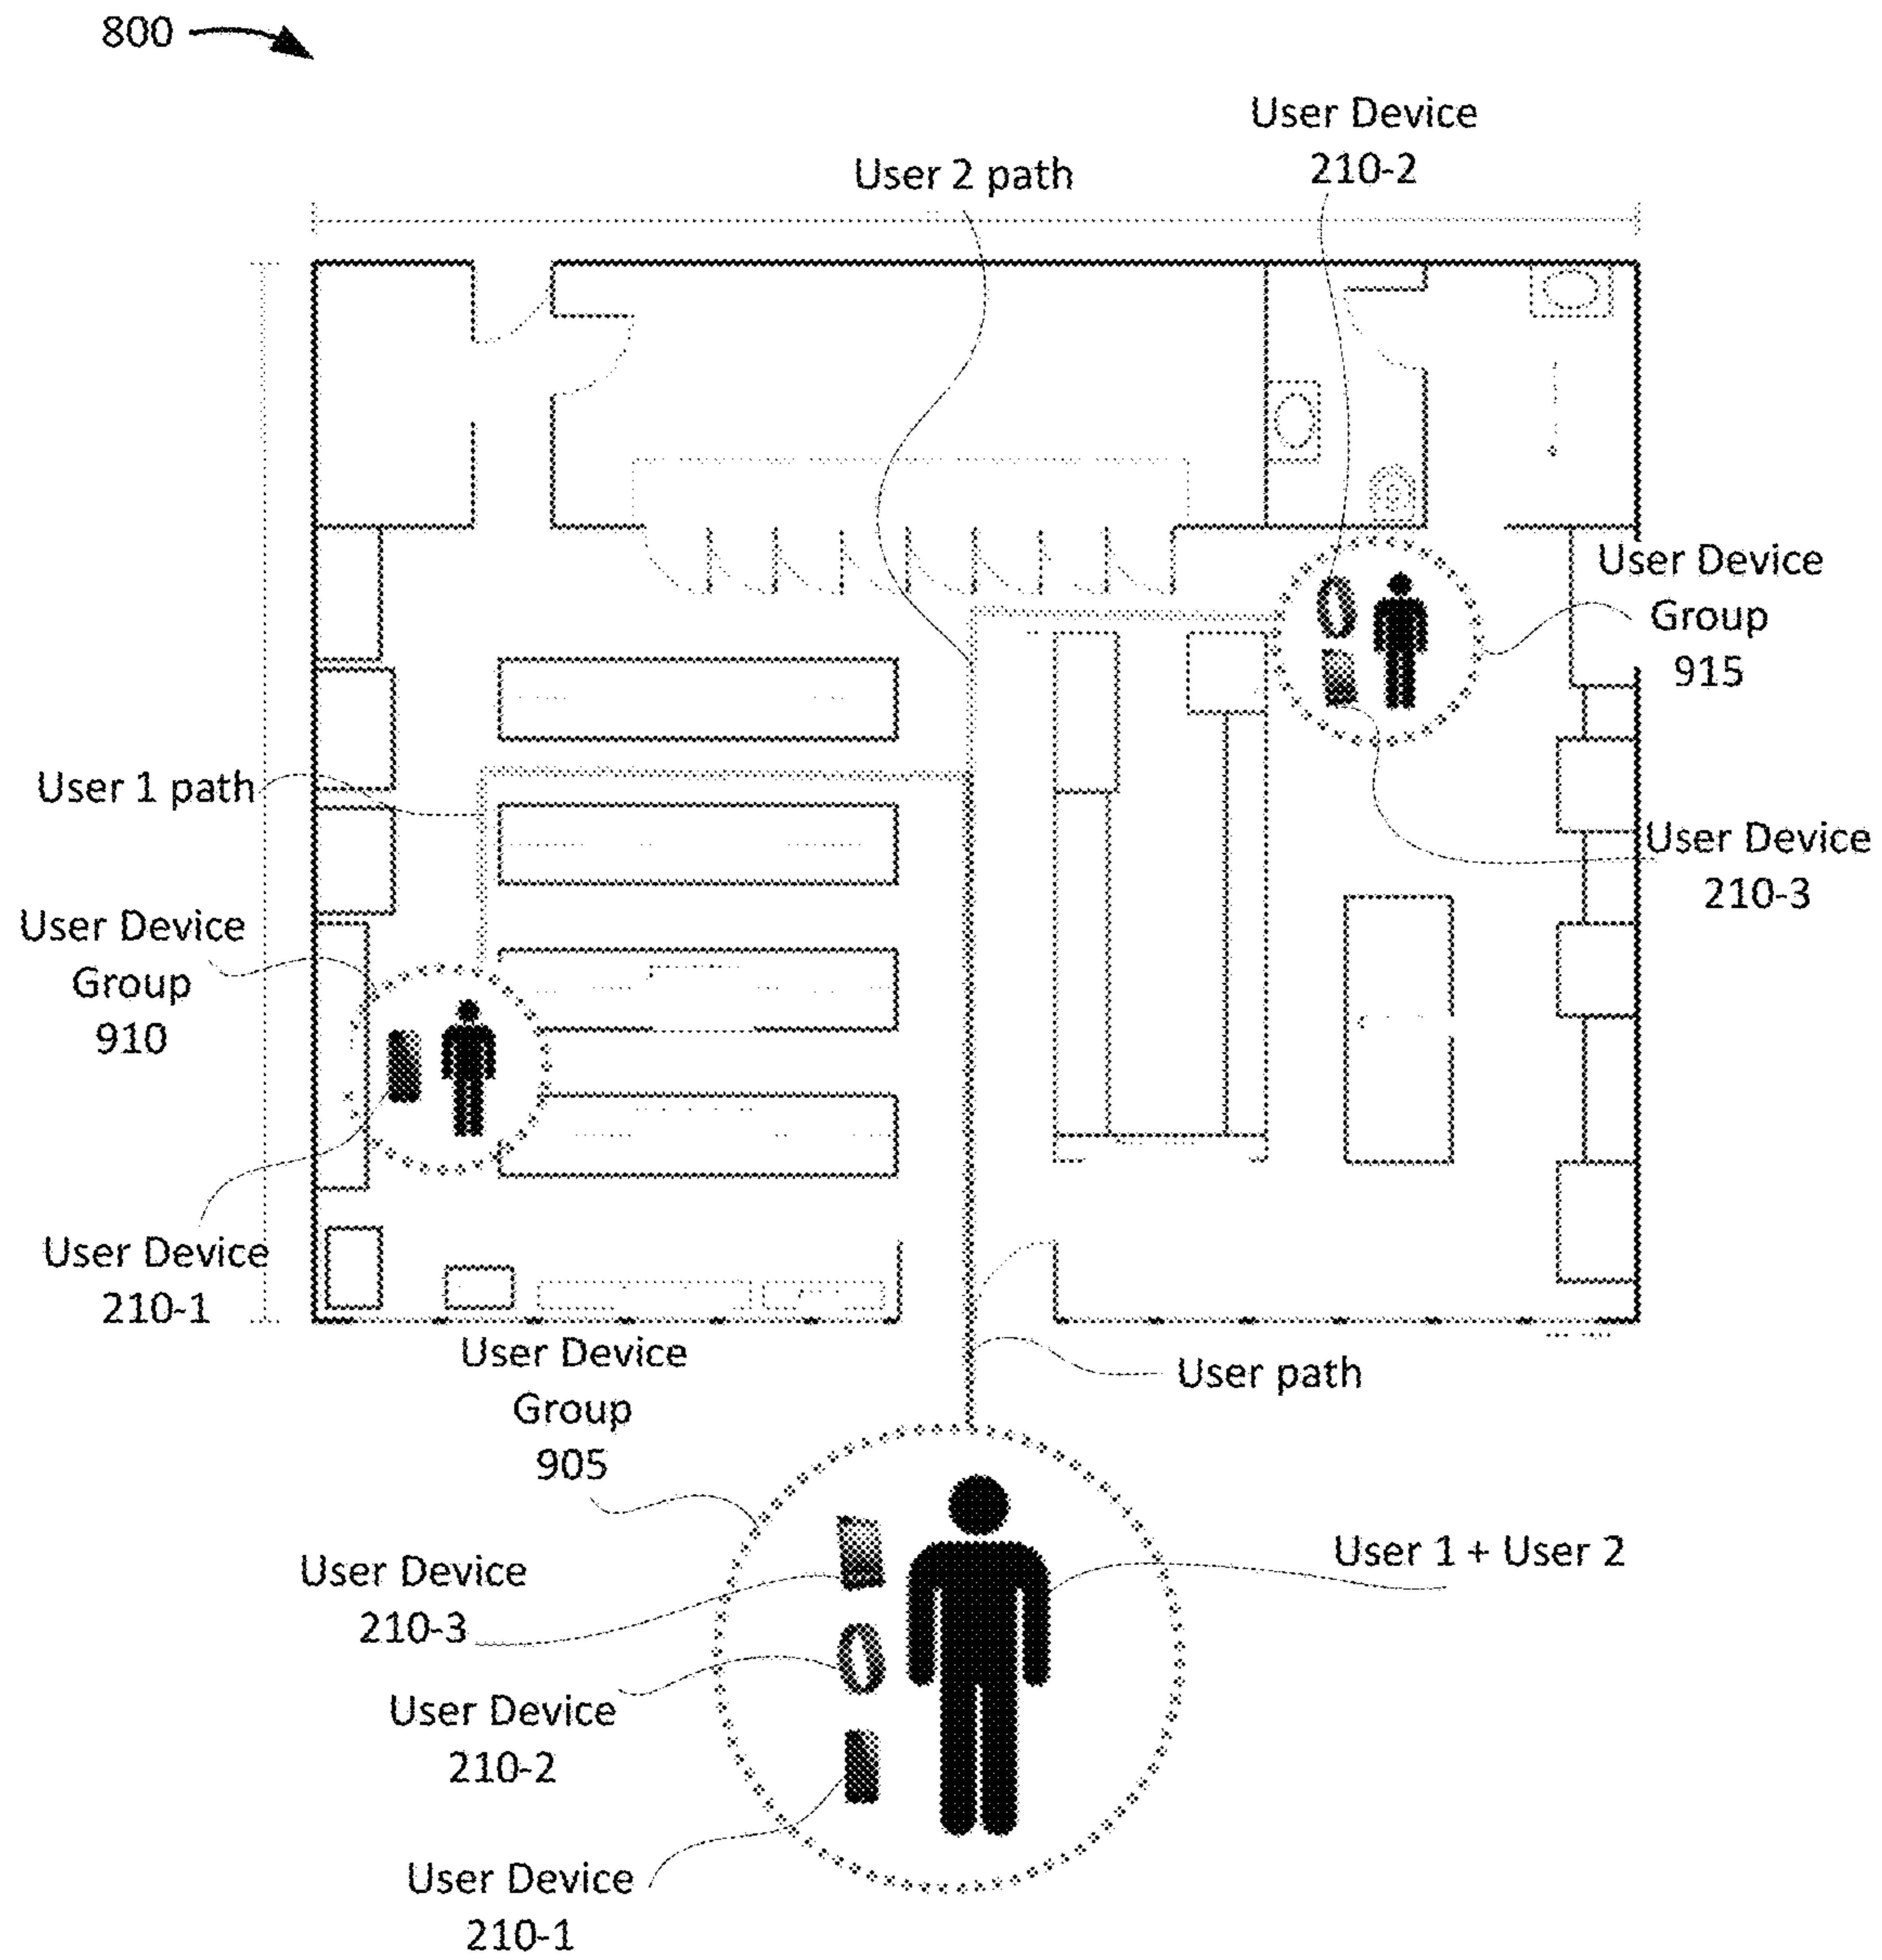 800
User Device
210-2
User 2 path
User Device
Group
915
User 1 path
User Device
210-3
User Device
Group
910
User Device
210-1
User Device
Group
905
User path
User 1 + User 2
User Device
210-3
User Device
210-2
User Device
210-1